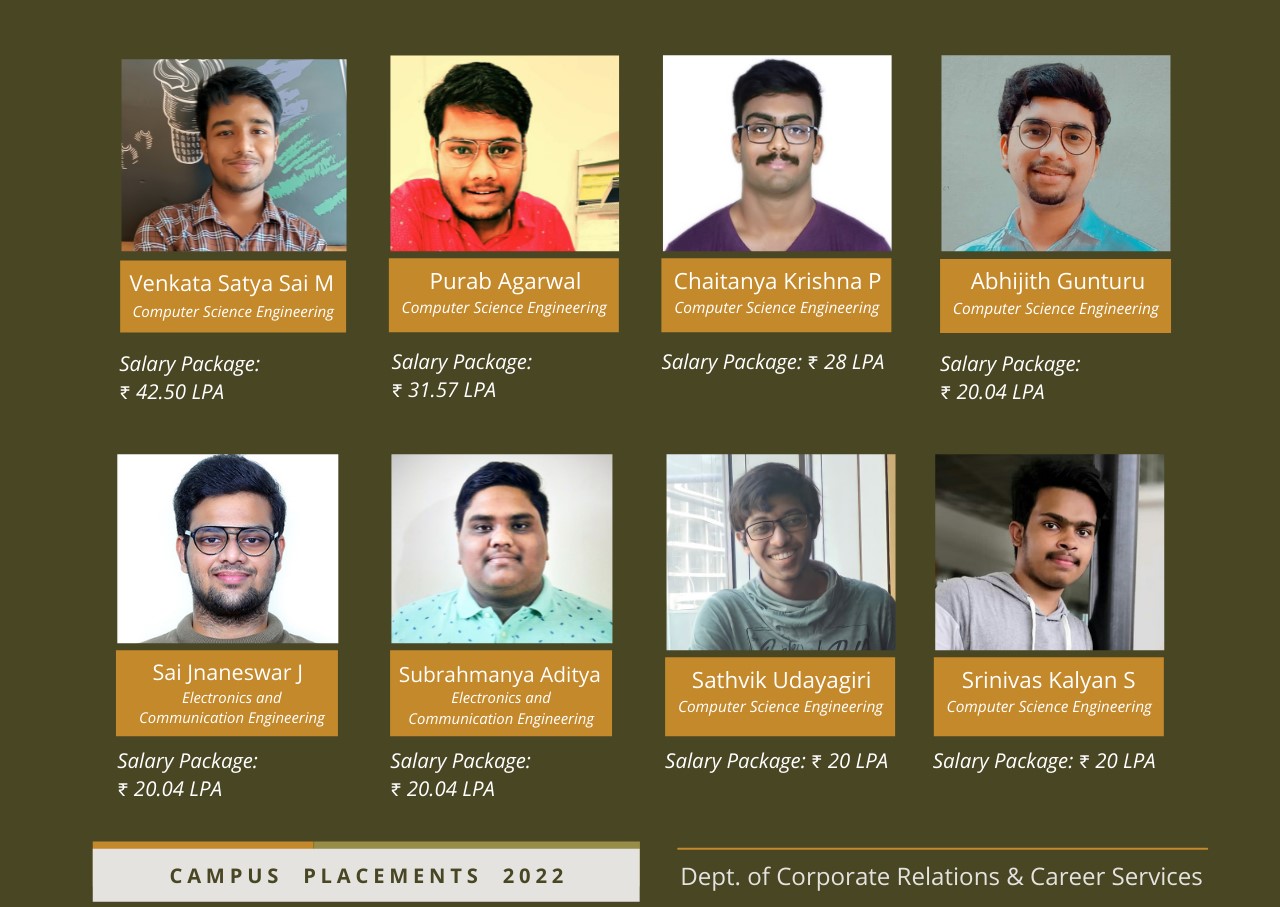 Venkata Satya Sai M
Computer Science Engineering
Salary Package:
₹ 42.50 LPA
Purab Agarwal
Computer Science Engineering
Salary Package:
₹ 31.57 LPA
Chaitanya Krishna P
Computer Science Engineering
Salary Package: ₹ 28 LPA
Abhijith Gunturu
Computer Science Engineering
Salary Package:
₹ 20.04 LPA
Sai Jnaneswar J
Electronics and
Communication Engineering
Salary Package:
₹ 20.04 LPA
Subrahmanya Aditya
Electronics and
Communication Engineering
Salary Package:
₹ 20.04 LPA
Sathvik Udayagiri
Computer Science Engineering
Salary Package: ₹ 20 LPA
Srinivas Kalyan S
Computer Science Engineering
Salary Package: ₹ 20 LPA
CAMPUS PLACEMENTS 2022
Dept. of Corporate Relations & Career Services